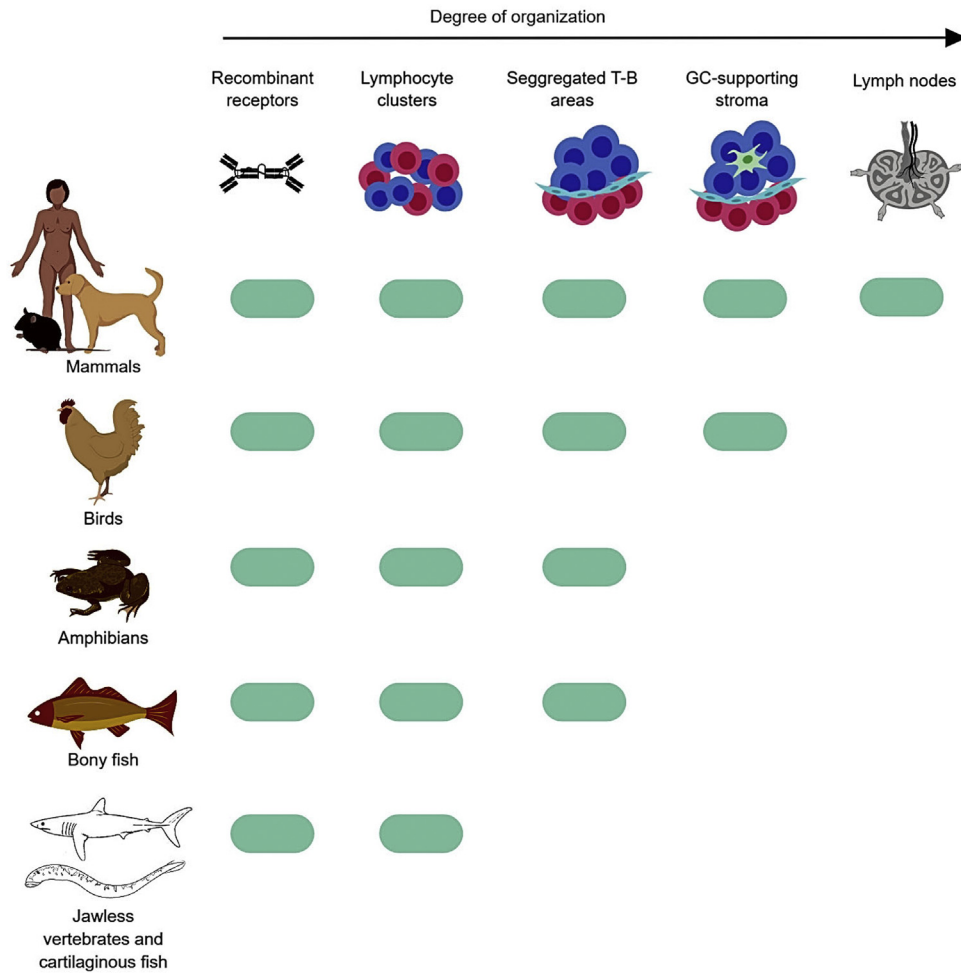 Degree of organization
Recombinant
receptors
Lymphocyte
clusters
Seggregated T-B
areas
GC-supporting
stroma
Lymph nodes
Mammals
Birds
Amphibians
Bony fish
Jawless
vertebrates and
cartilaginous fish